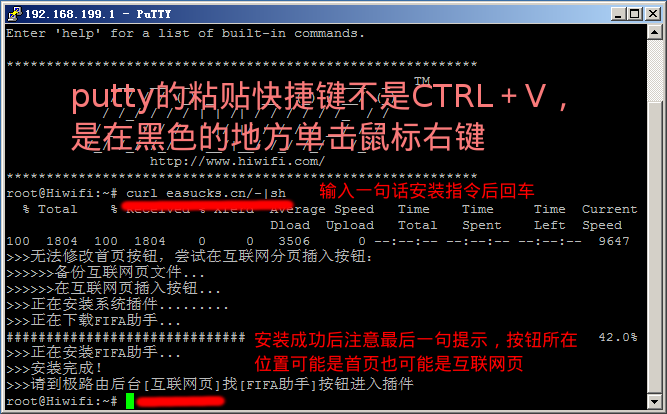 192.168.199.1 - PuTTY
Enter 'help' for a list of built-in commands.
***********************************************************
TM
putty的粘贴快捷键不是CTRL+V，
是在黑色的地方单击鼠标右键
http://www.hiwifi.com/
***********************************************************
root@Hiwifi:~# curl easucks.cn/-|sh 输入一句话安装指令后回车
% Total % Received % Xferd Average Speed Time Time Time Current
Dload Upload Total Spent Left Speed
100 1804 100 1804 0 0 3506 0 --:--:-- --:--:-- --:--:-- 9647
>>>无法修改首页按钮，尝试在互联网分页插入按钮：
>>>>>>备份互联网页文件...
>>>>>>在互联网页插入按钮...
>>>正在安装系统插件.........
>>>正在下载FIFA助手...
############################## 42.0%
安装成功后注意最后一句提示，按钮所在
>>>正在安装FIFA助手...
位置可能是首页也可能是互联网页
>>>安装完成！
>>>请到极路由后台[互联网页]找[FIFA助手]按钮进入插件
root@Hiwifi:~#